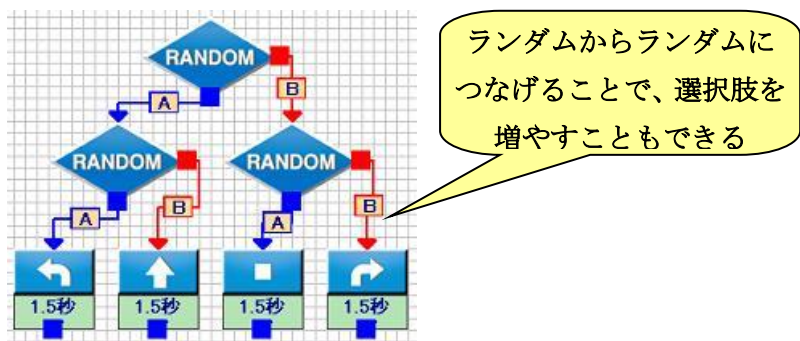 RANDOM
B
A
RANDOM
RANDOM
A
B
A
B
1.5秒
1.5秒
1.5秒
1.5秒
ランダムからランダムに
つなげることで、選択肢を
増やすこともできる